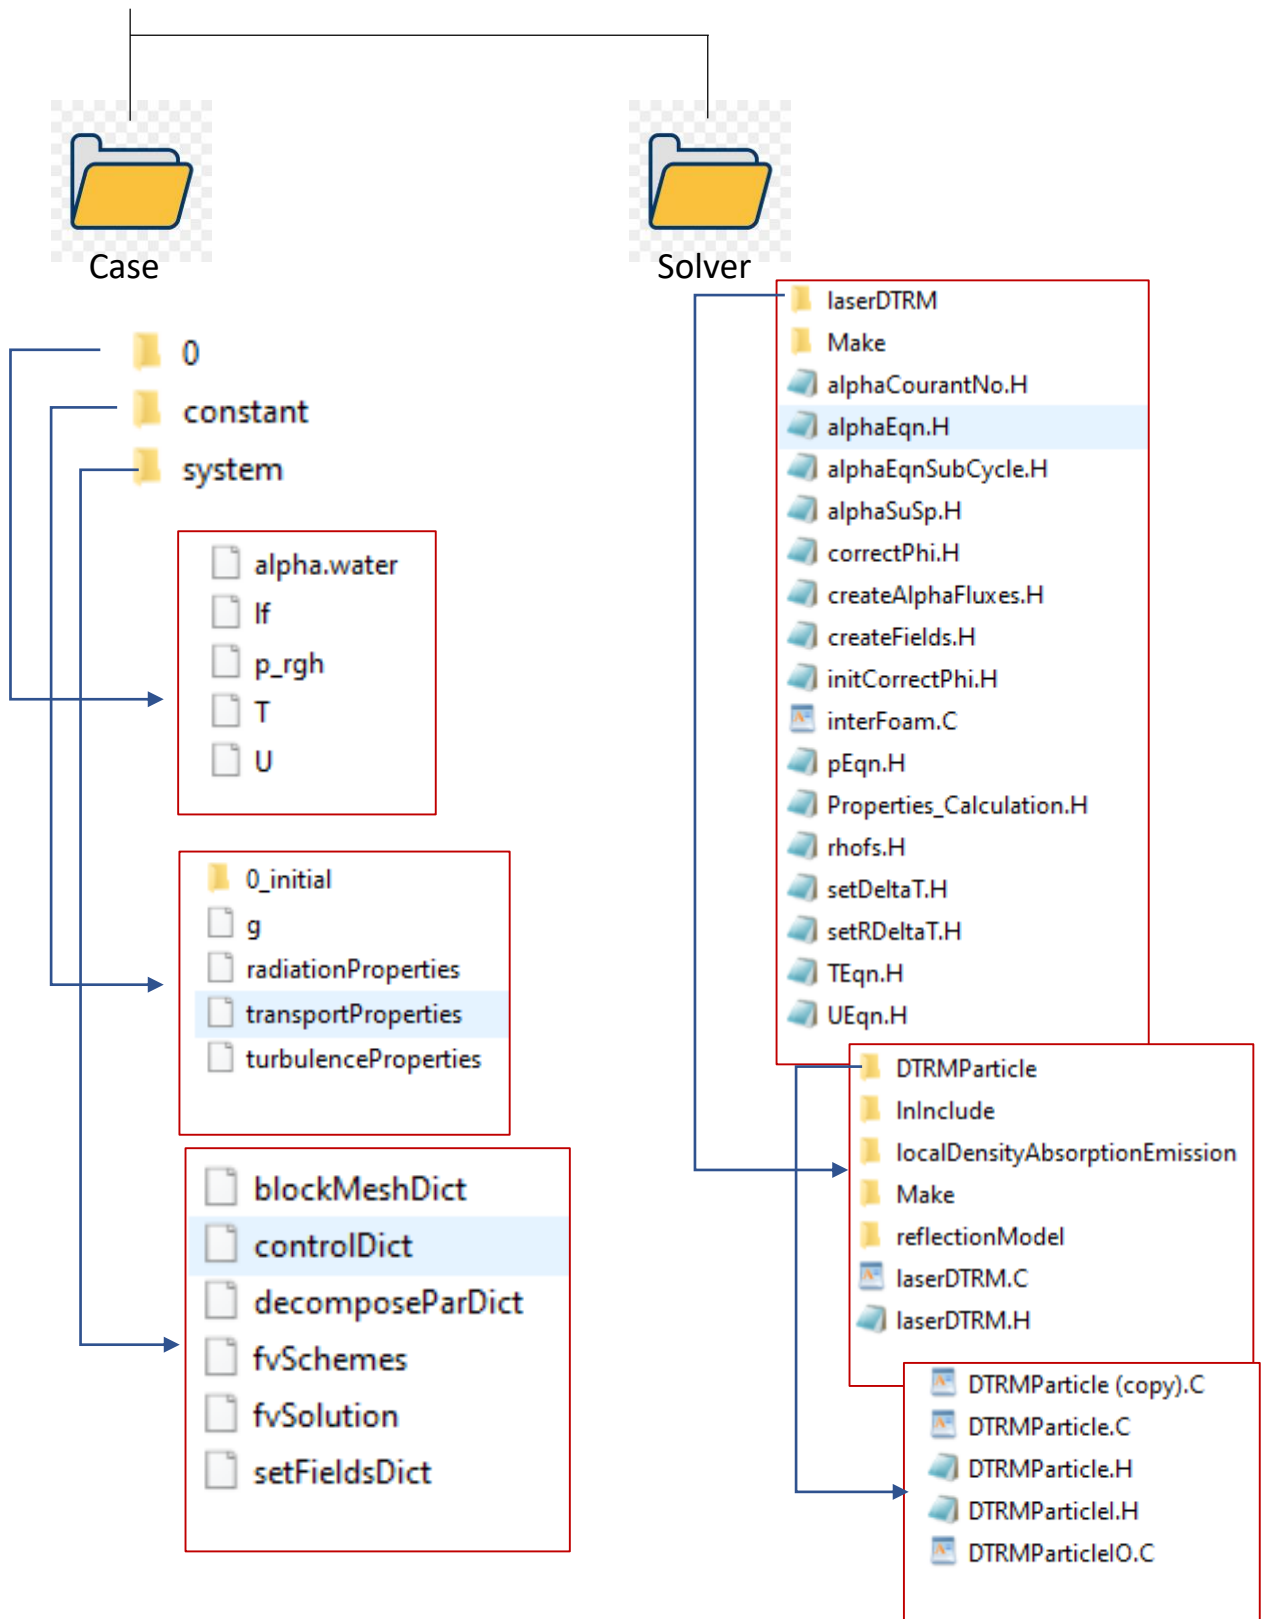 Case
0
constant
system
alpha.water
lf
p_rgh
T
U
0_initial
g
radiationProperties
transportProperties
turbulenceProperties
blockMeshDict
controlDict
decomposeParDict
fvSchemes
fvSolution
setFieldsDict
Solver
laserDTRM
Make
alphaCourantNo.H
alphaEqn.H
alphaEqnSubCycle.H
alphaSuSp.H
correctPhi.H
createAlphaFluxes.H
createFields.H
initCorrectPhi.H
interFoam.C
pEqn.H
Properties_Calculation.H
rhofs.H
setDeltaT.H
setRDeltaT.H
TEqn.H
UEqn.H
DTRMParticle
lnInclude
localDensityAbsorptionEmission
Make
reflectionModel
laserDTRM.C
laserDTRM.H
DTRMParticle (copy).C
DTRMParticle.C
DTRMParticle.H
DTRMParticleI.H
DTRMParticleIO.C